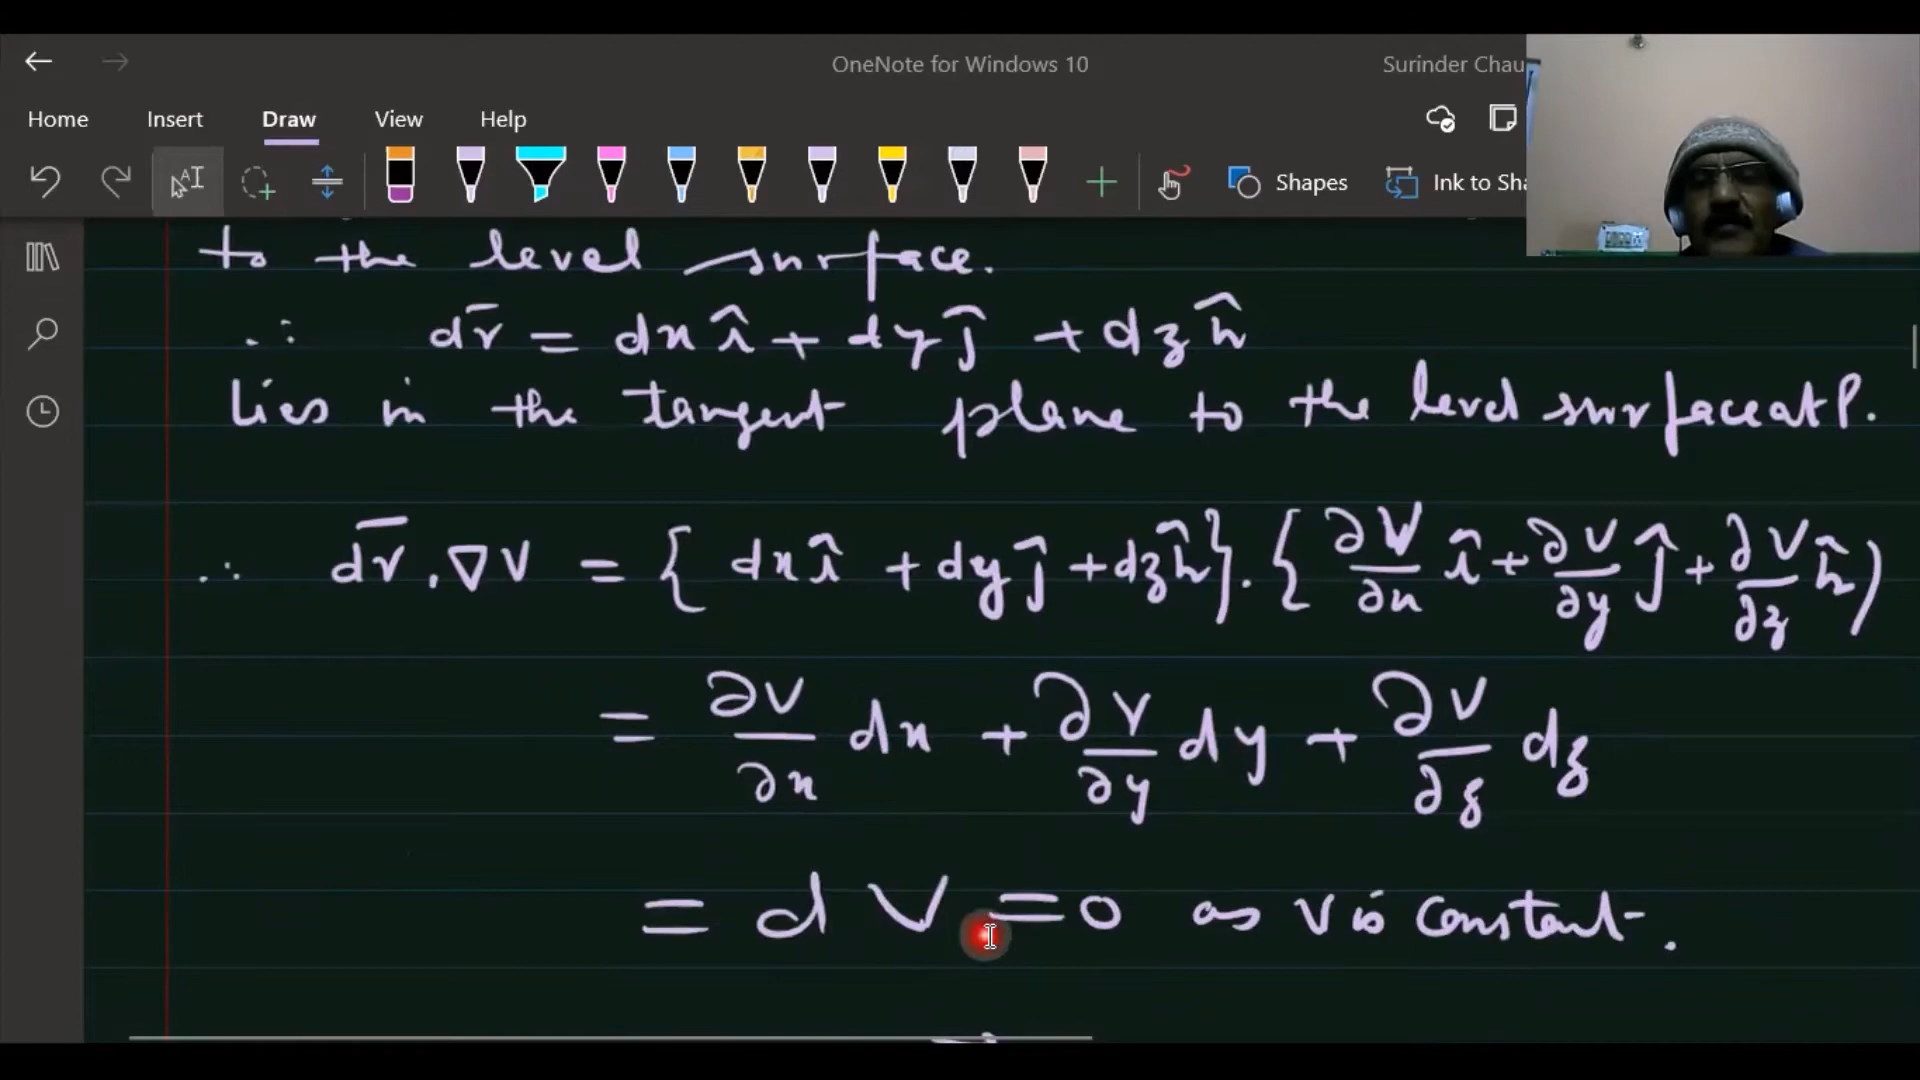 OneNote for Windows 10
Surinder Chau
Home Insert Draw View Help
Shapes Ink to Sha
to the level surface.
∴ dr̄ = dx î + dy ĵ + dz k̂
lies in the tangent plane to the level surface at P.
∴ d̄r̄ . ∇V = { dx î + dy ĵ + dz k̂ } . { ∂V/∂x î + ∂V/∂y ĵ + ∂V/∂z k̂ )
= ∂V/∂x dx + ∂V/∂y dy + ∂V/∂z dz
= dV = 0 as V is constant.